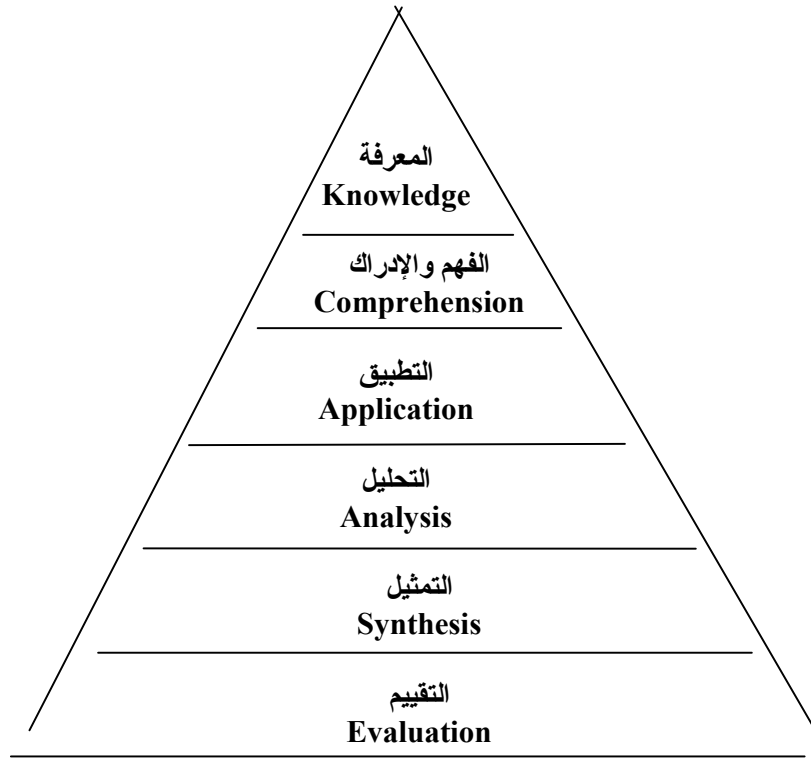 المعرفة
Knowledge
الفهم والإدراك
Comprehension
التطبيق
Application
التحليل
Analysis
التمثيل
Synthesis
التقييم
Evaluation